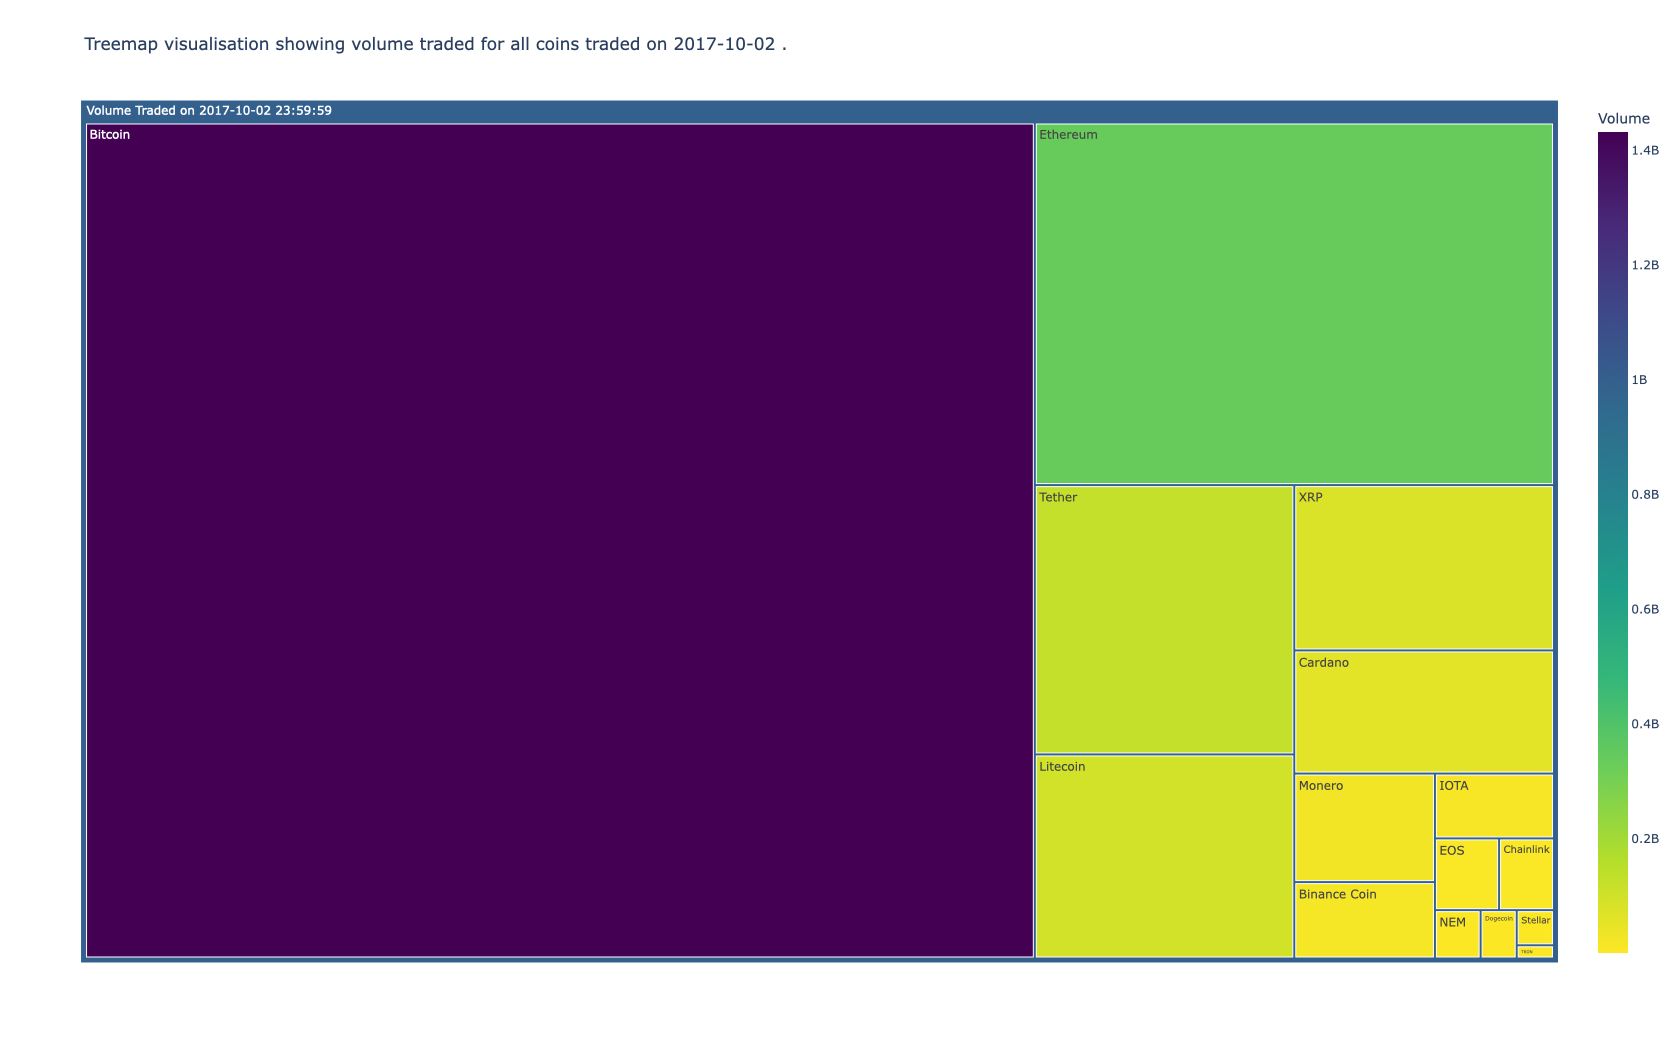 Treemap visualisation showing volume traded for all coins traded on 2017-10-02 .
Volume Traded on 2017-10-02 23:59:59
Bitcoin
Ethereum
Tether
XRP
Cardano
Litecoin
Monero
IOTA
EOS
Chainlink
Binance Coin
NEM
Dogecoin
Stellar
TRON
Volume
1.4B
1.2B
1B
0.8B
0.6B
0.4B
0.2B